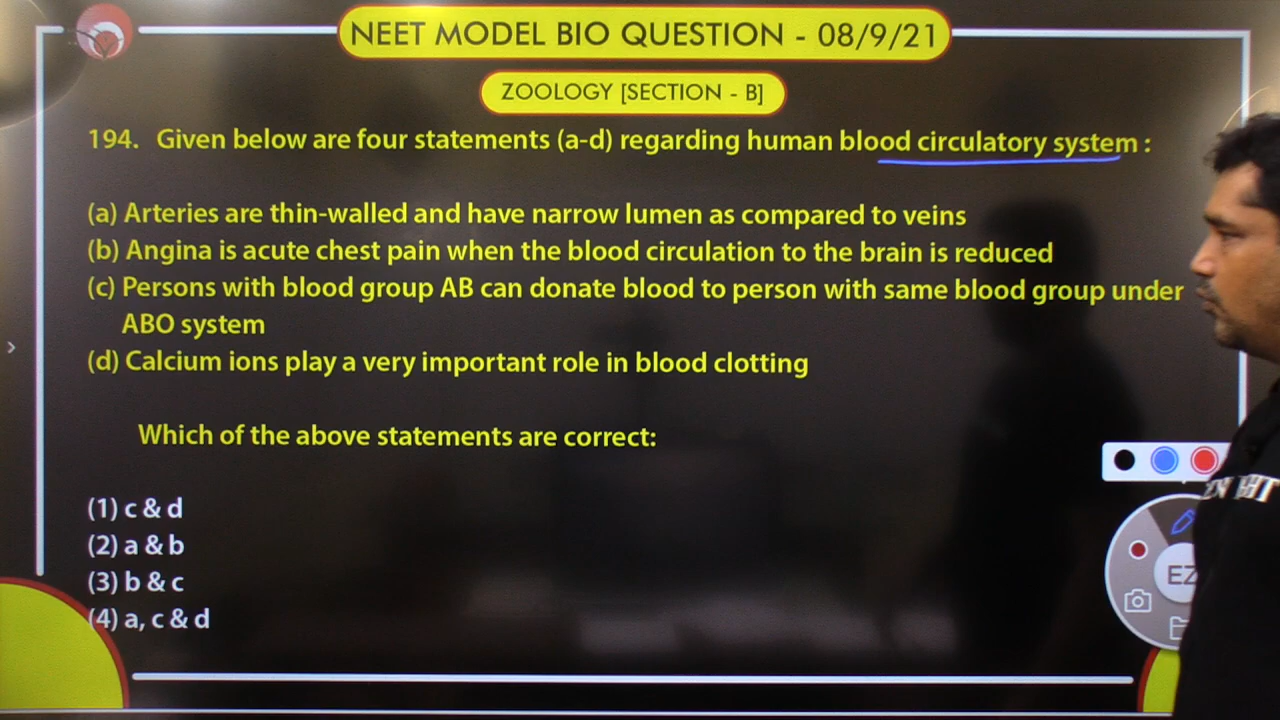 NEET MODEL BIO QUESTION - 08/9/21
ZOOLOGY [SECTION - B]
194. Given below are four statements (a-d) regarding human blood circulatory system :
(a) Arteries are thin-walled and have narrow lumen as compared to veins
(b) Angina is acute chest pain when the blood circulation to the brain is reduced
(c) Persons with blood group AB can donate blood to person with same blood group under
ABO system
(d) Calcium ions play a very important role in blood clotting
Which of the above statements are correct:
(1) c & d
(2) a & b
(3) b & c
(4) a, c & d
EZ